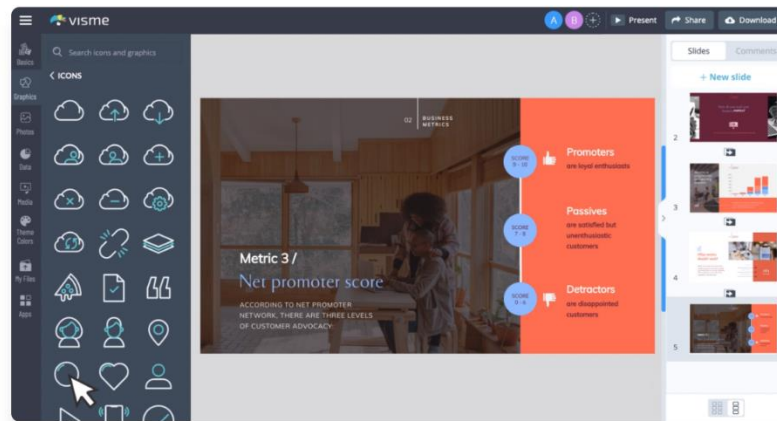 visme
A
B
Present
Share
Download
Basics
Graphics
Photos
Data
Media
Theme
Colors
My Files
Apps
Search icons and graphics
< ICONS
02
BUSINESS
METRICS
Metric 3 /
Net promoter score
ACCORDING TO NET PROMOTER
NETWORK, THERE ARE THREE LEVELS
OF CUSTOMER ADVOCACY:
SCORE
9 - 10
Promoters
are loyal enthusiasts
SCORE
7 - 8
Passives
are satisfied but
unenthusiastic
customers
SCORE
0 - 6
Detractors
are disappointed
customers
Slides
Comments
+ New slide
2
3
4
5